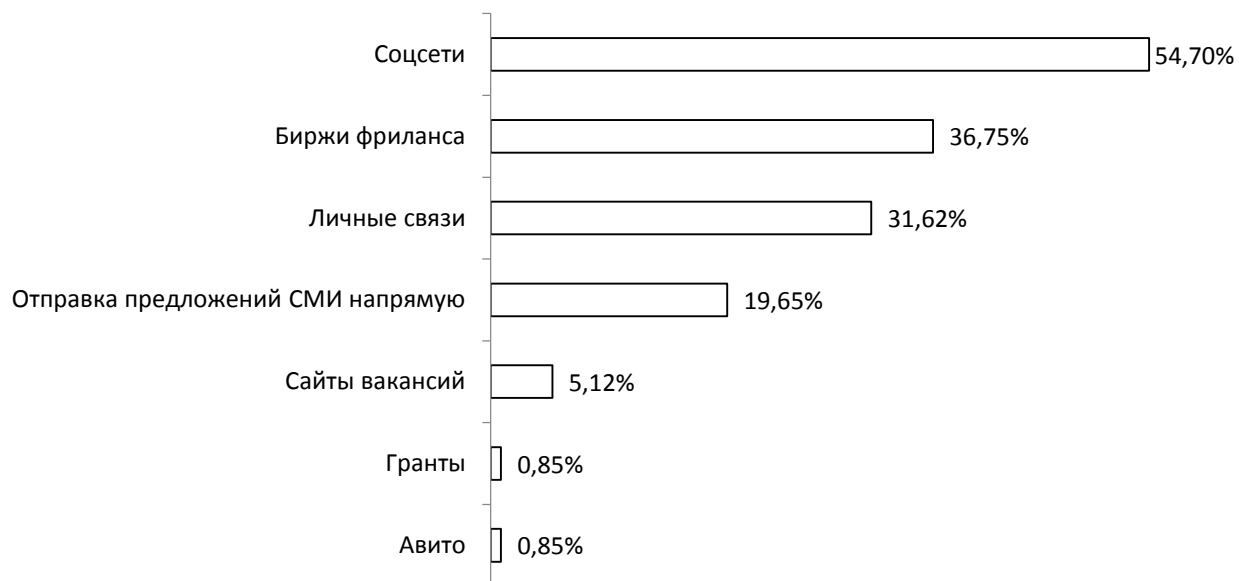 Соцсети 54,70%
Биржи фриланса 36,75%
Личные связи 31,62%
Отправка предложений СМИ напрямую 19,65%
Сайты вакансий 5,12%
Гранты 0,85%
Авито 0,85%